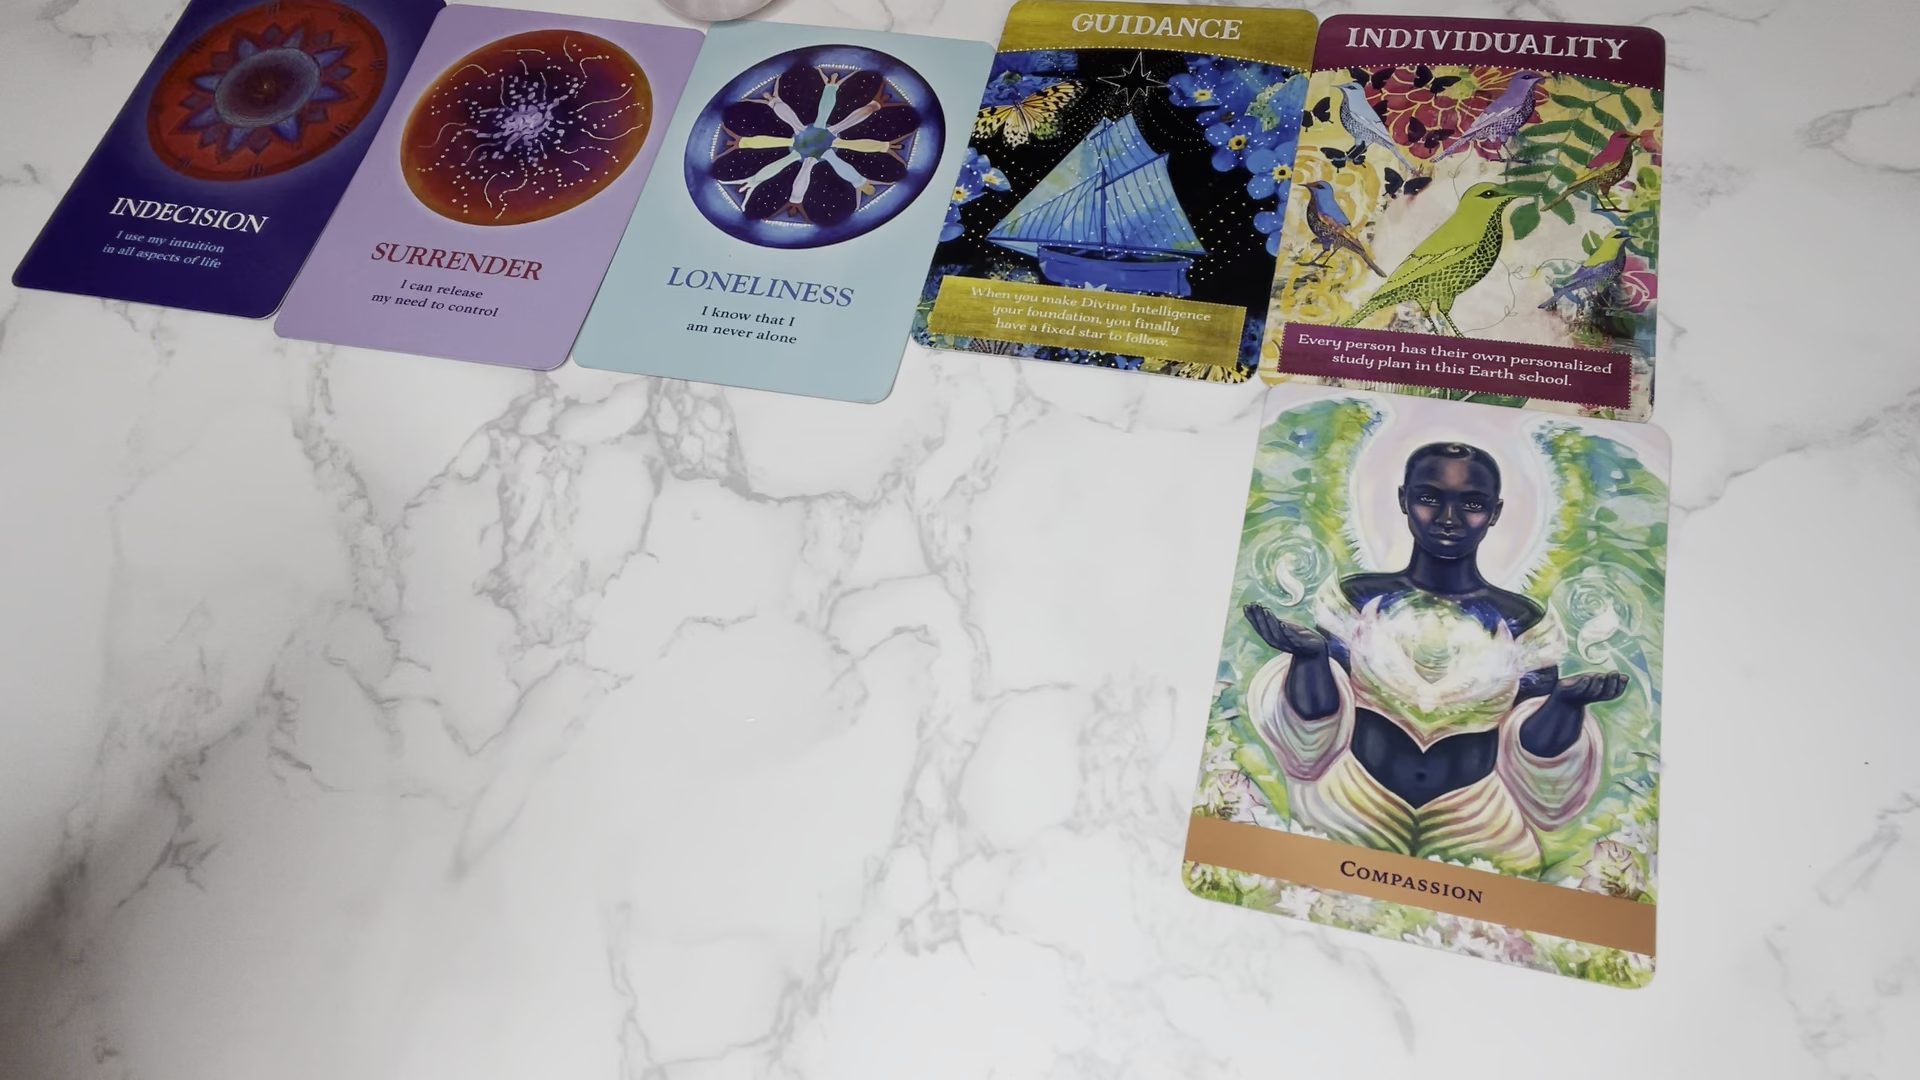 INDECISION
I use my intuition
in all aspects of life
SURRENDER
I can release
my need to control
LONELINESS
I know that I
am never alone
GUIDANCE
When you make Divine Intelligence
your foundation, you finally
have a fixed star to follow.
INDIVIDUALITY
Every person has their own personalized
study plan in this Earth school.
COMPASSION